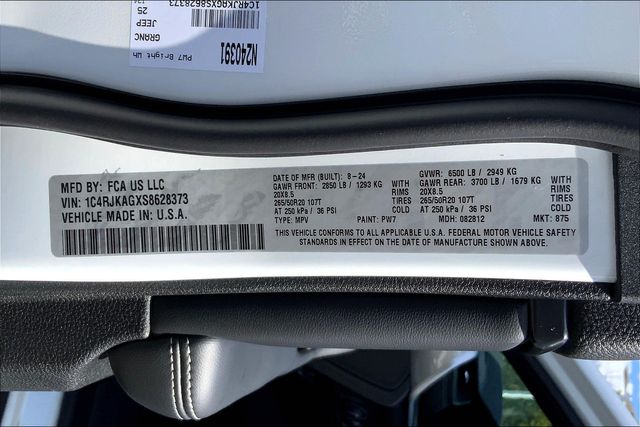 1C4RJKAGXS8628373
25
JEEP
GRANC
N240391
PW7 Bright Wh
MFD BY: FCA US LLC
VIN: 1C4RJKAGXS8628373
VEHICLE MADE IN: U.S.A.
DATE OF MFR (BUILT): 8-24
GAWR FRONT: 2850 LB / 1293 KG WITH
20X8.5 RIMS
265/50R20 107T TIRES
AT 250 kPa / 36 PSI COLD
TYPE: MPV PAINT: PW7
GVWR: 6500 LB / 2949 KG
GAWR REAR: 3700 LB / 1679 KG WITH
20X8.5 RIMS
265/50R20 107T TIRES
AT 250 kPa / 36 PSI COLD
MDH: 082812 MKT: 875
THIS VEHICLE CONFORMS TO ALL APPLICABLE U.S.A. FEDERAL MOTOR VEHICLE SAFETY
STANDARDS IN EFFECT ON THE DATE OF MANUFACTURE SHOWN ABOVE.